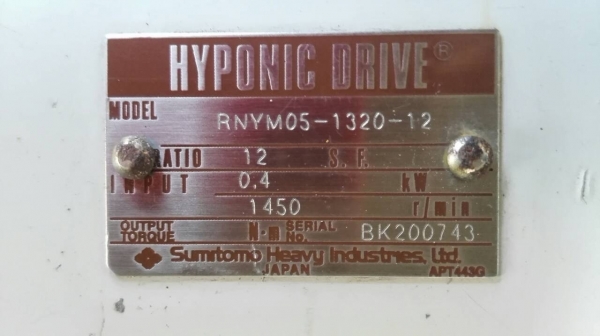 HYPONIC DRIVE®
MODEL RNYM05-1320-12
RATIO 12 S.F.
INPUT 0.4 kW
1450 r/min
OUTPUT TORQUE N-m SERIAL No. BK200743
Sumitomo Heavy Industries, Ltd.
JAPAN APT443G